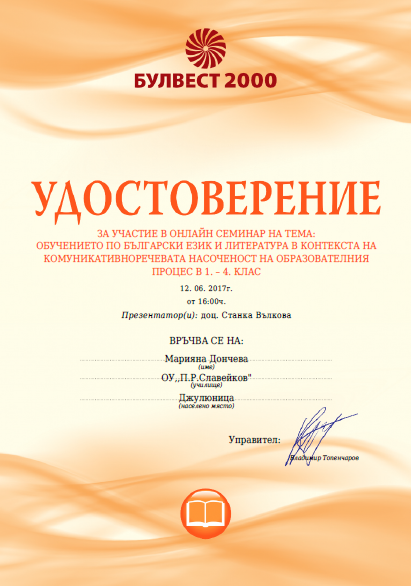 БУЛВЕСТ 2000
УДОСТОВЕРЕНИЕ
ЗА УЧАСТИЕ В ОНЛАЙН СЕМИНАР НА ТЕМА:
ОБУЧЕНИЕТО ПО БЪЛГАРСКИ ЕЗИК И ЛИТЕРАТУРА В КОНТЕКСТА НА
КОМУНИКАТИВНОРЕЧЕВАТА НАСОЧЕНОСТ НА ОБРАЗОВАТЕЛНИЯ
ПРОЦЕС В 1. – 4. КЛАС
12. 06. 2017г.
от 16:00ч.
Презентатор(и): доц. Станка Вълкова
ВРЪЧВА СЕ НА:
Марияна Дончева
(име)
ОУ,,П.Р.Славейков"
(училище)
Джулюница
(населено място)
Управител:
Владимир Топенчаров